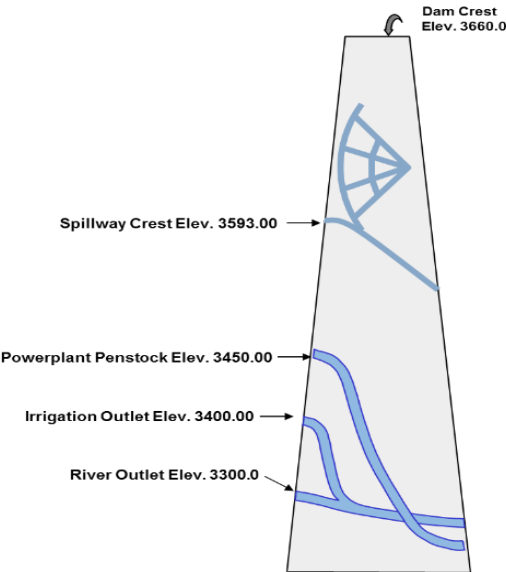 Dam Crest
Elev. 3660.0
Spillway Crest Elev. 3593.00
Powerplant Penstock Elev. 3450.00
Irrigation Outlet Elev. 3400.00
River Outlet Elev. 3300.0